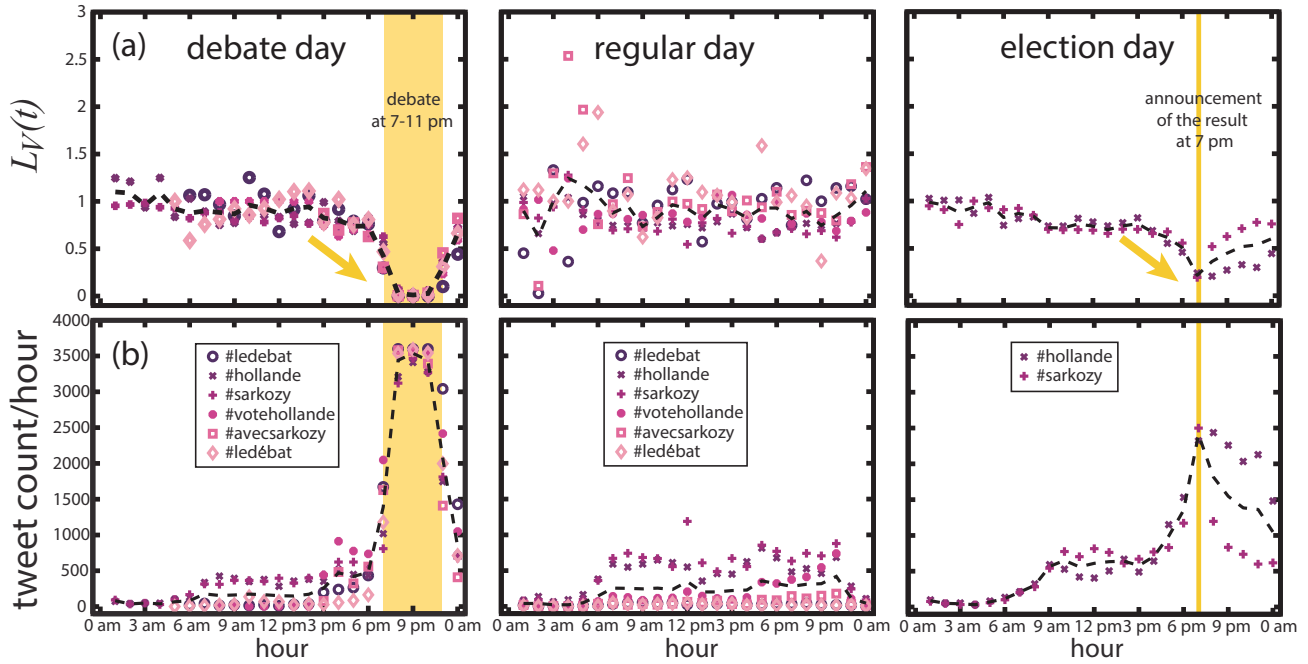 (a) debate day
regular day
election day
3
2.5
2
1.5
1
0.5
0
L_V(t)
debate
at 7-11 pm
announcement
of the result
at 7 pm
(b)
4000
3500
3000
2500
2000
1500
1000
500
0
tweet count/hour
#ledebat
#hollande
#sarkozy
#votehollande
#avecsarkozy
#ledébat
#ledebat
#hollande
#sarkozy
#votehollande
#avecsarkozy
#ledébat
#hollande
#sarkozy
0 am 3 am 6 am 9 am 12 pm 3 pm 6 pm 9 pm 0 am
0 am 3 am 6 am 9 am 12 pm 3 pm 6 pm 9 pm 0 am
0 am 3 am 6 am 9 am 12 pm 3 pm 6 pm 9 pm 0 am
hour
hour
hour